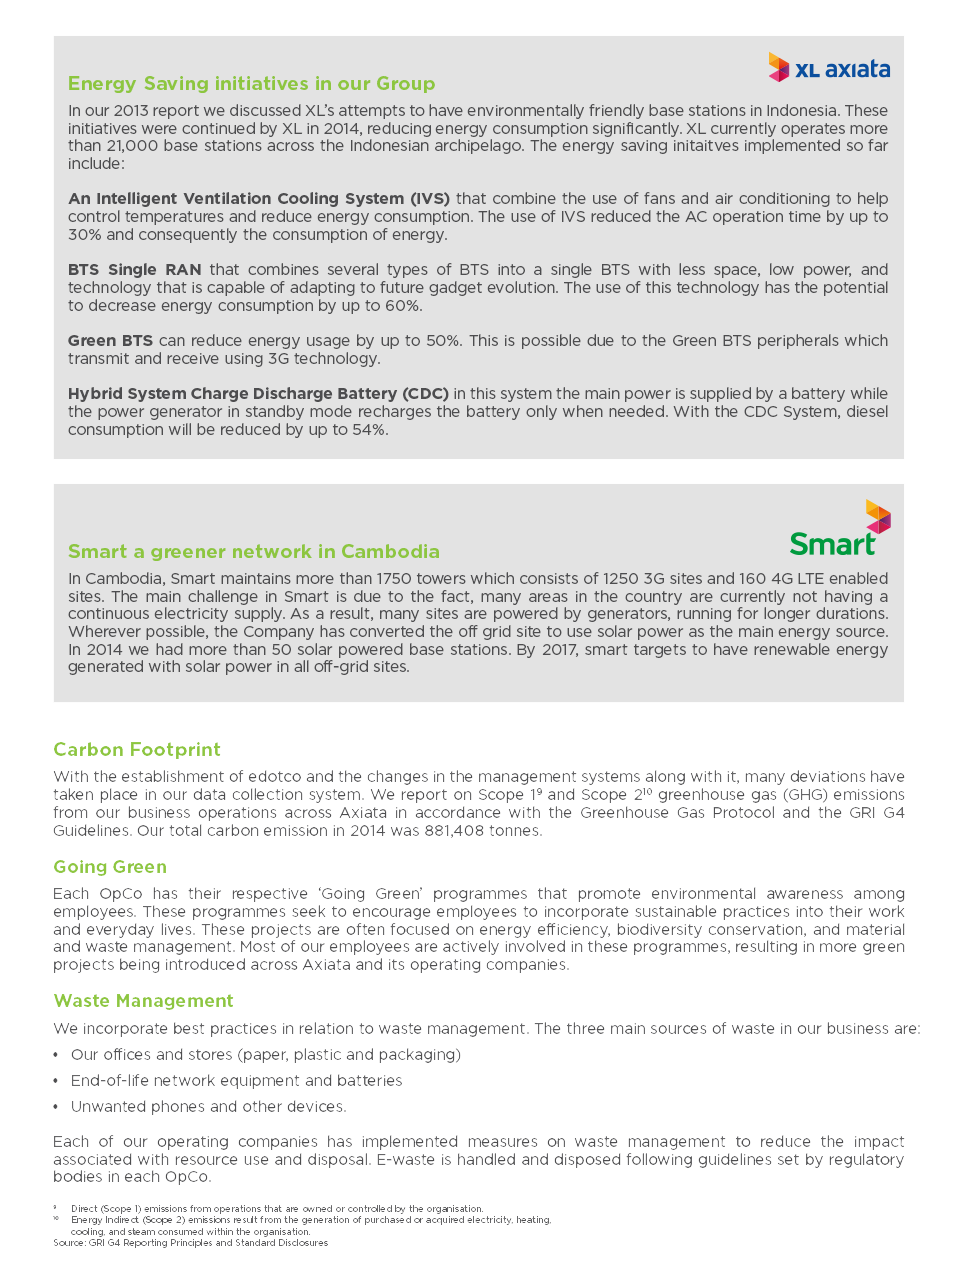 XL axıata
Energy Saving initiatives in our Group
In our 2013 report we discussed XL's attempts to have environmentally friendly base stations in Indonesia. These
initiatives were continued by XL in 2014, reducing energy consumption significantly. XL currently operates more
than 21,000 base stations across the Indonesian archipelago. The energy saving initaitves implemented so far
include:
An Intelligent Ventilation Cooling System (IVS) that combine the use of fans and air conditioning to help
control temperatures and reduce energy consumption. The use of IVS reduced the AC operation time by up to
30% and consequently the consumption of energy.
BTS Single RAN that combines several types of BTS into a single BTS with less space, low power, and
technology that is capable of adapting to future gadget evolution. The use of this technology has the potential
to decrease energy consumption by up to 60%.
Green BTS can reduce energy usage by up to 50%. This is possible due to the Green BTS peripherals which
transmit and receive using 3G technology.
Hybrid System Charge Discharge Battery (CDC) in this system the main power is supplied by a battery while
the power generator in standby mode recharges the battery only when needed. With the CDC System, diesel
consumption will be reduced by up to 54%.
Smart
Smart a greener network in Cambodia
In Cambodia, Smart maintains more than 1750 towers which consists of 1250 3G sites and 160 4G LTE enabled
sites. The main challenge in Smart is due to the fact, many areas in the country are currently not having a
continuous electricity supply. As a result, many sites are powered by generators, running for longer durations.
Wherever possible, the Company has converted the off grid site to use solar power as the main energy source.
In 2014 we had more than 50 solar powered base stations. By 2017, smart targets to have renewable energy
generated with solar power in all off-grid sites.
Carbon Footprint
With the establishment of edotco and the changes in the management systems along with it, many deviations have
taken place in our data collection system. We report on Scope 1⁹ and Scope 2¹⁰ greenhouse gas (GHG) emissions
from our business operations across Axiata in accordance with the Greenhouse Gas Protocol and the GRI G4
Guidelines. Our total carbon emission in 2014 was 881,408 tonnes.
Going Green
Each OpCo has their respective ‘Going Green’ programmes that promote environmental awareness among
employees. These programmes seek to encourage employees to incorporate sustainable practices into their work
and everyday lives. These projects are often focused on energy efficiency, biodiversity conservation, and material
and waste management. Most of our employees are actively involved in these programmes, resulting in more green
projects being introduced across Axiata and its operating companies.
Waste Management
We incorporate best practices in relation to waste management. The three main sources of waste in our business are:
• Our offices and stores (paper, plastic and packaging)
• End-of-life network equipment and batteries
• Unwanted phones and other devices.
Each of our operating companies has implemented measures on waste management to reduce the impact
associated with resource use and disposal. E-waste is handled and disposed following guidelines set by regulatory
bodies in each OpCo.
⁹ Direct (Scope 1) emissions from operations that are owned or controlled by the organisation.
¹⁰ Energy Indirect (Scope 2) emissions result from the generation of purchased or acquired electricity, heating,
cooling, and steam consumed within the organisation.
Source: GRI G4 Reporting Principles and Standard Disclosures